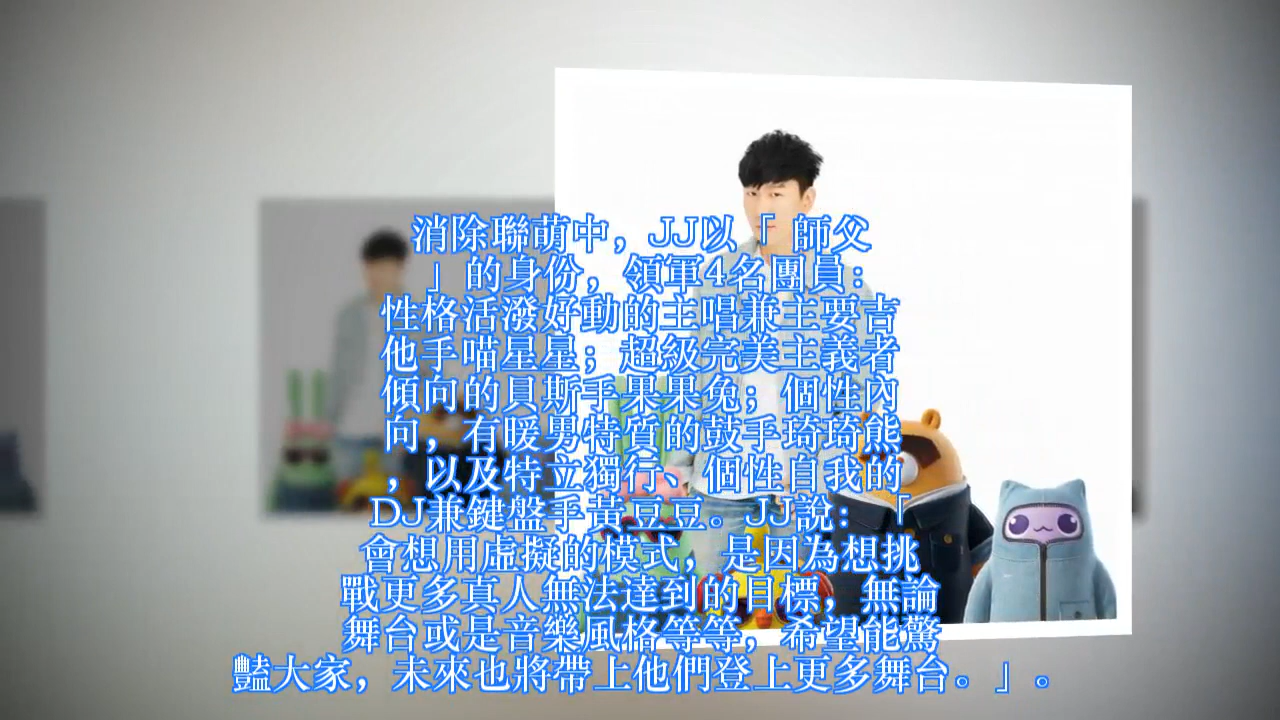 消除聯萌中，JJ以「 師父
」的身份，領軍4名團員：
性格活潑好動的主唱兼主要吉
他手喵星星；超級完美主義者
傾向的貝斯手果果兔；個性內
向，有暖男特質的鼓手琦琦熊
，以及特立獨行、個性自我的
DJ兼鍵盤手黃豆豆。JJ說：「
會想用虛擬的模式，是因為想挑
戰更多真人無法達到的目標，無論
舞台或是音樂風格等等，希望能驚
豔大家，未來也將帶上他們登上更多舞台。」。